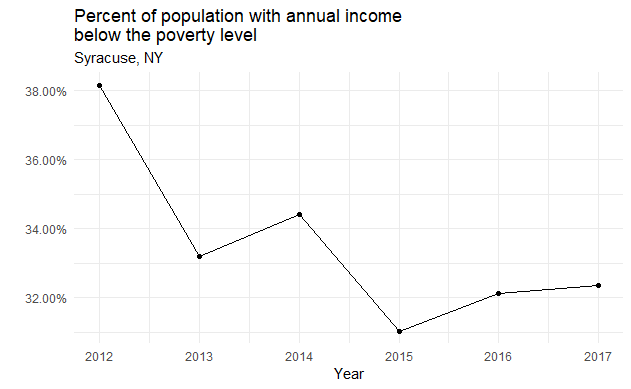 Percent of population with annual income
below the poverty level
Syracuse, NY
38.00%
36.00%
34.00%
32.00%
2012 2013 2014 2015 2016 2017
Year